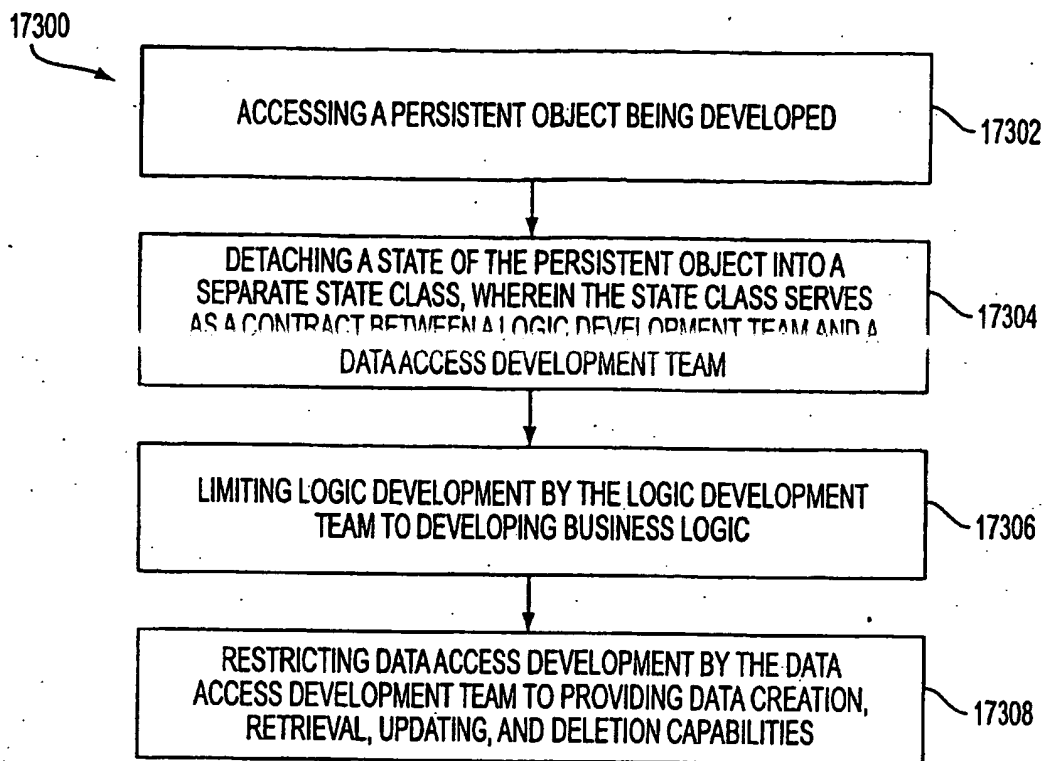 17300
ACCESSING A PERSISTENT OBJECT BEING DEVELOPED
17302
DETACHING A STATE OF THE PERSISTENT OBJECT INTO A
SEPARATE STATE CLASS, WHEREIN THE STATE CLASS SERVES
AS A CONTRACT BETWEEN A LOGIC DEVELOPMENT TEAM AND A
DATA ACCESS DEVELOPMENT TEAM
17304
LIMITING LOGIC DEVELOPMENT BY THE LOGIC DEVELOPMENT
TEAM TO DEVELOPING BUSINESS LOGIC
17306
RESTRICTING DATA ACCESS DEVELOPMENT BY THE DATA
ACCESS DEVELOPMENT TEAM TO PROVIDING DATA CREATION,
RETRIEVAL, UPDATING, AND DELETION CAPABILITIES
17308